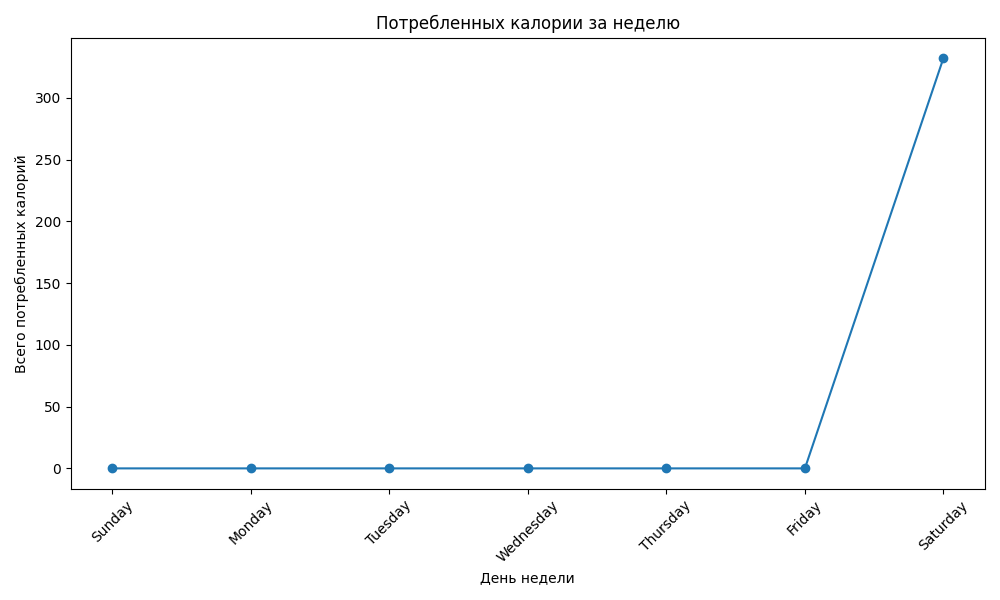 Потребленных калории за неделю
Всего потребленных калорий
300
250
200
150
100
50
0
Sunday
Monday
Tuesday
Wednesday
Thursday
Friday
Saturday
День недели